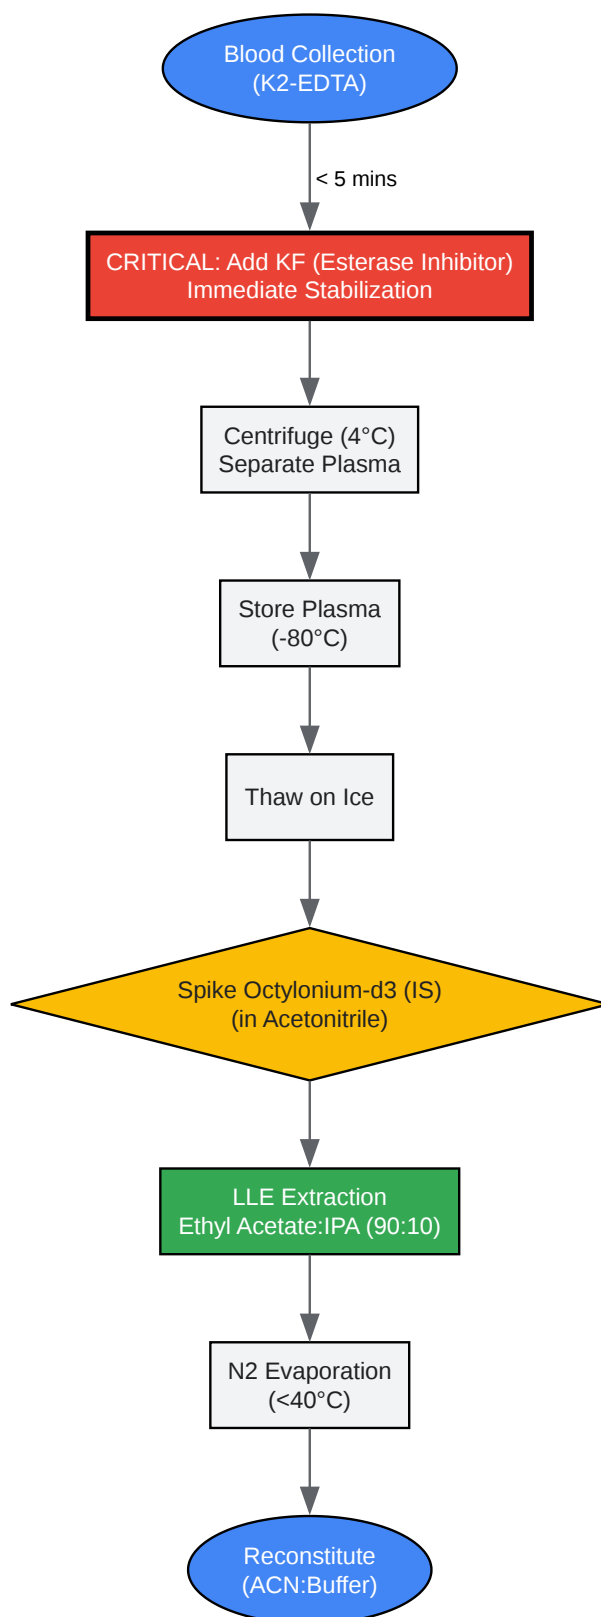 Blood Collection
(K2-EDTA)
< 5 mins
CRITICAL: Add KF (Esterase Inhibitor)
Immediate Stabilization
Centrifuge (4°C)
Separate Plasma
Store Plasma
(-80°C)
Thaw on Ice
Spike Octylonium-d3 (IS)
(in Acetonitrile)
LLE Extraction
Ethyl Acetate:IPA (90:10)
N2 Evaporation
(<40°C)
Reconstitute
(ACN:Buffer)